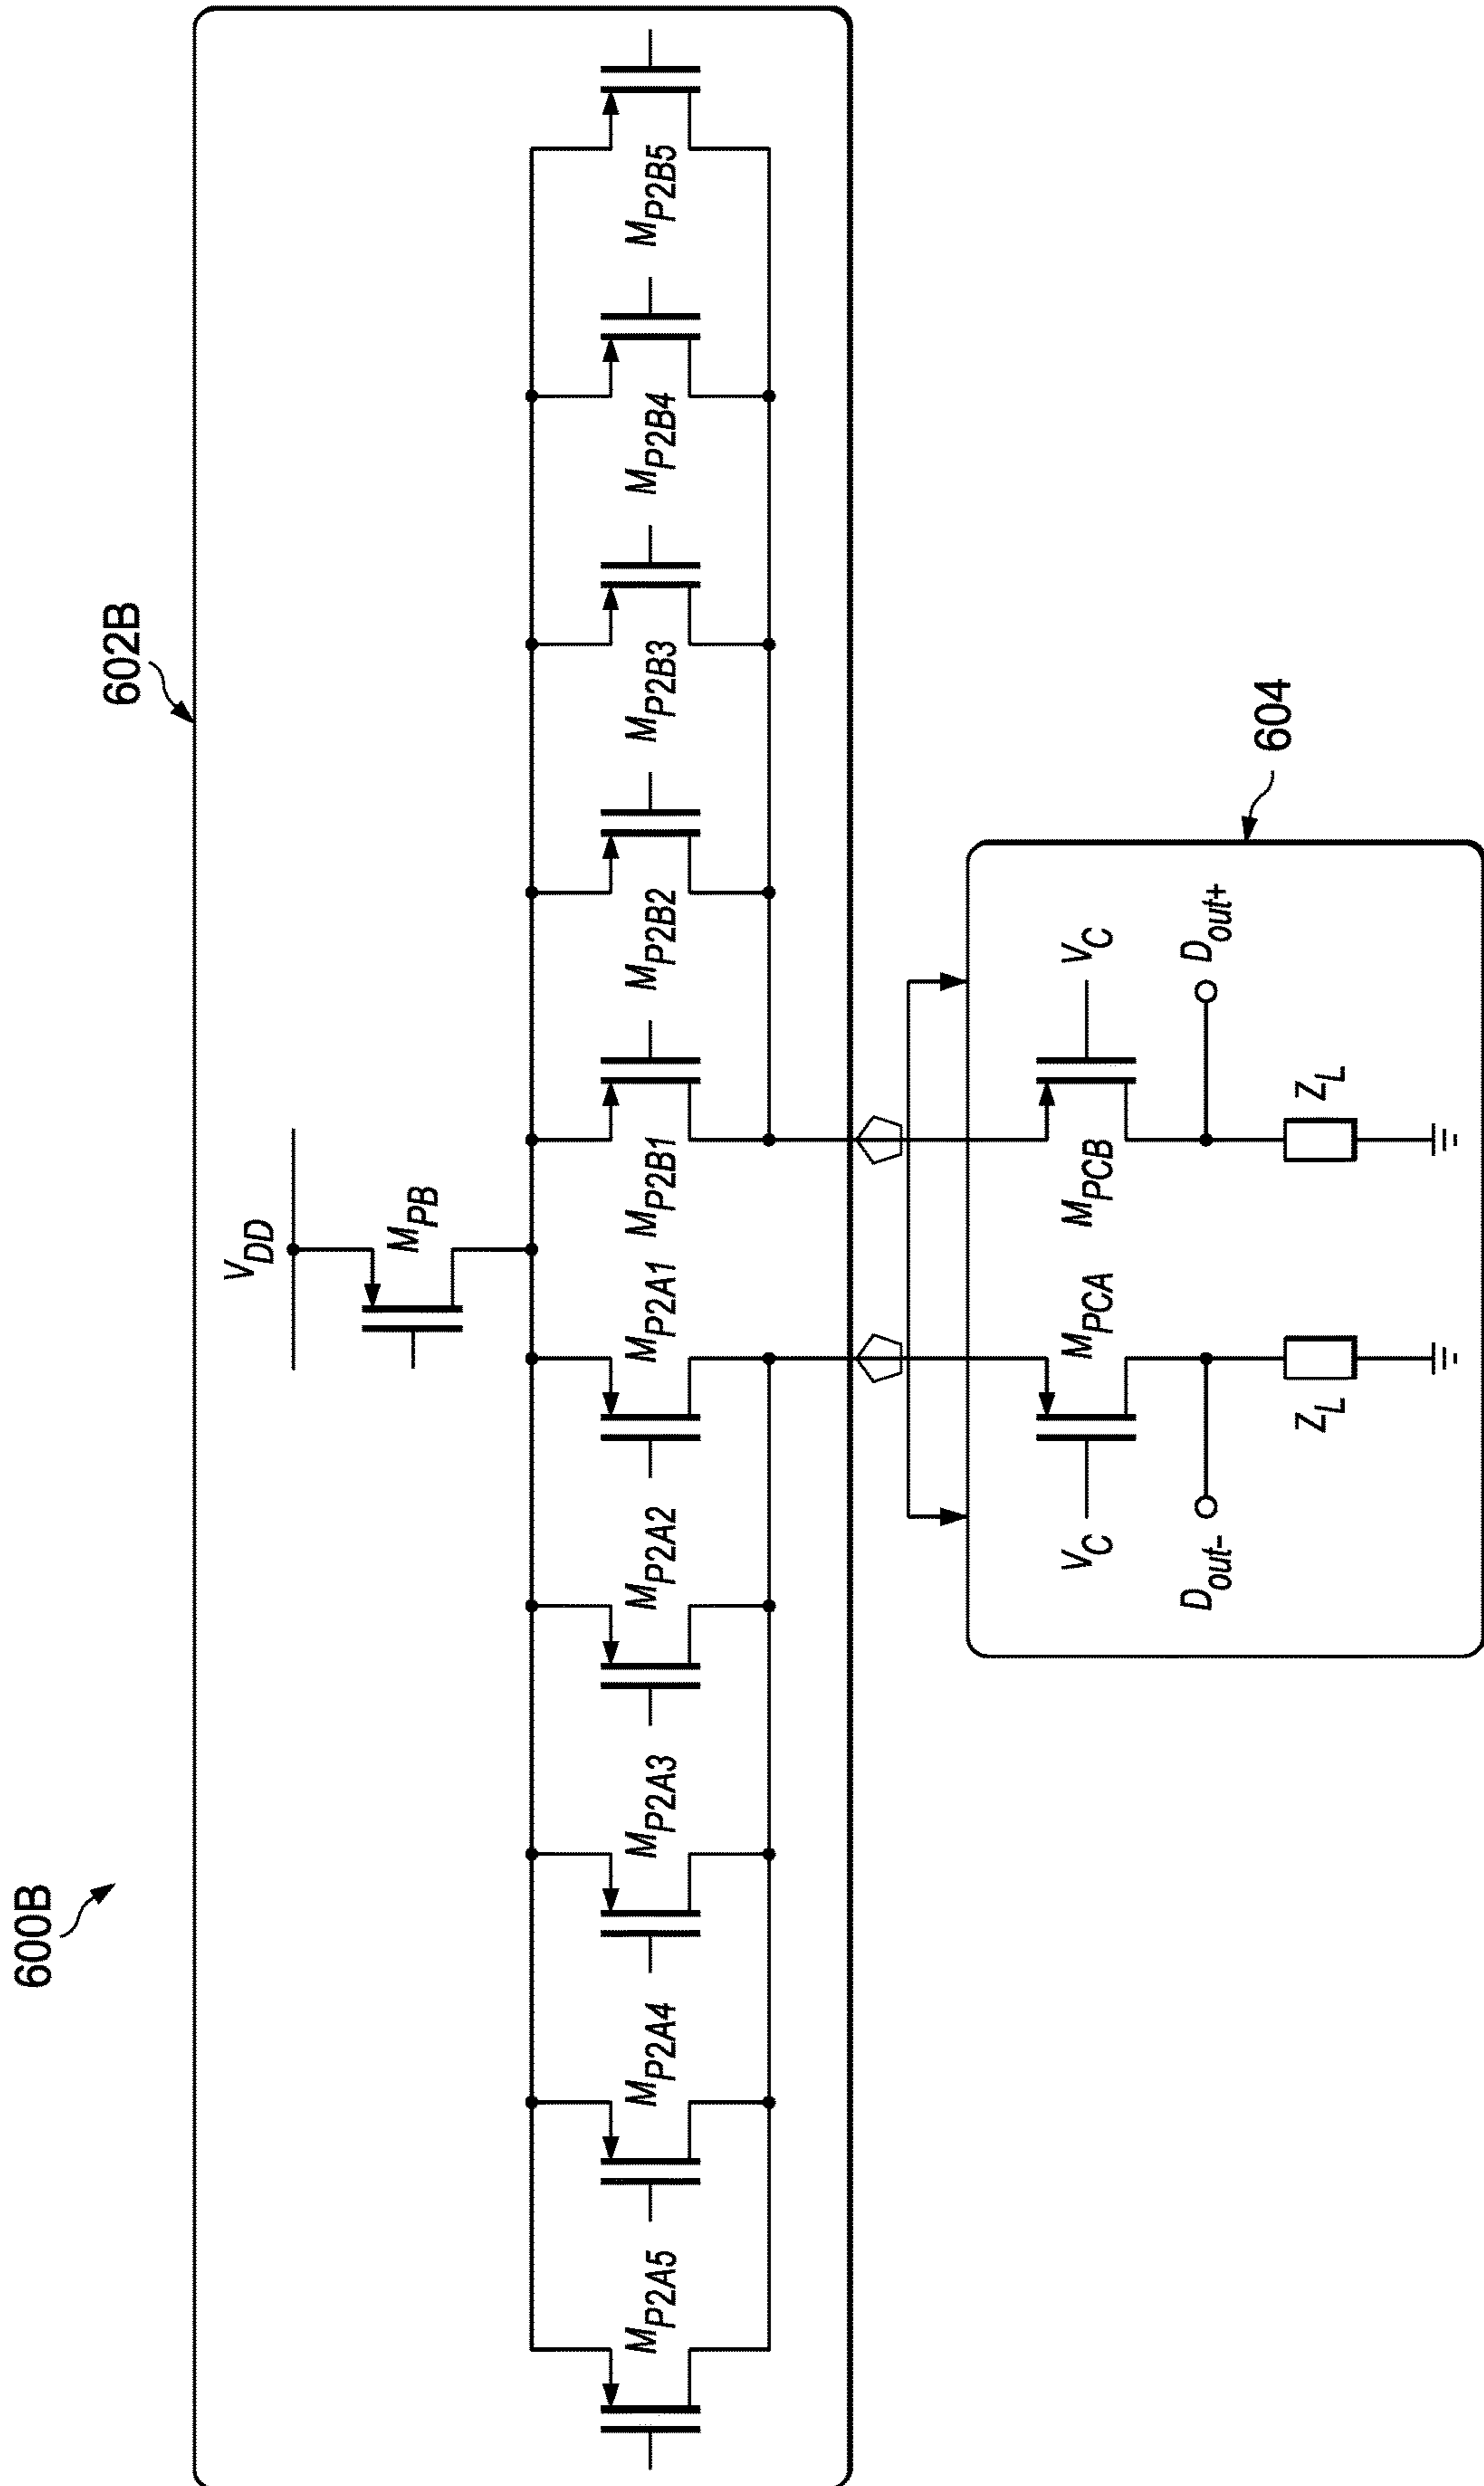 600B
602B
V_DD
M_PB
M_P2A5
M_P2A4
M_P2A3
M_P2A2
M_P2A1
M_P2B1
M_P2B2
M_P2B3
M_P2B4
M_P2B5
604
V_C
M_PCA
M_PCB
V_C
D_out-
D_out+
Z_L
Z_L